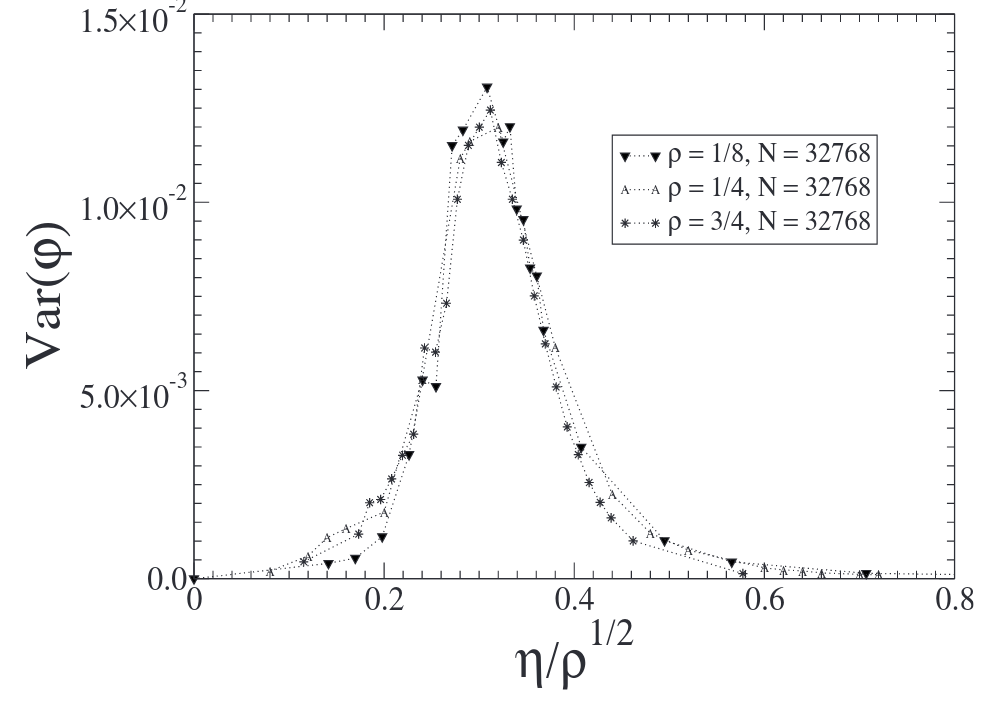 1.5×10⁻²
ρ = 1/8, N = 32768
A A ρ = 1/4, N = 32768
ρ = 3/4, N = 32768
1.0×10⁻²
Var(φ)
5.0×10⁻³
0.0
0 0.2 0.4 0.6 0.8
η/ρ^1/2